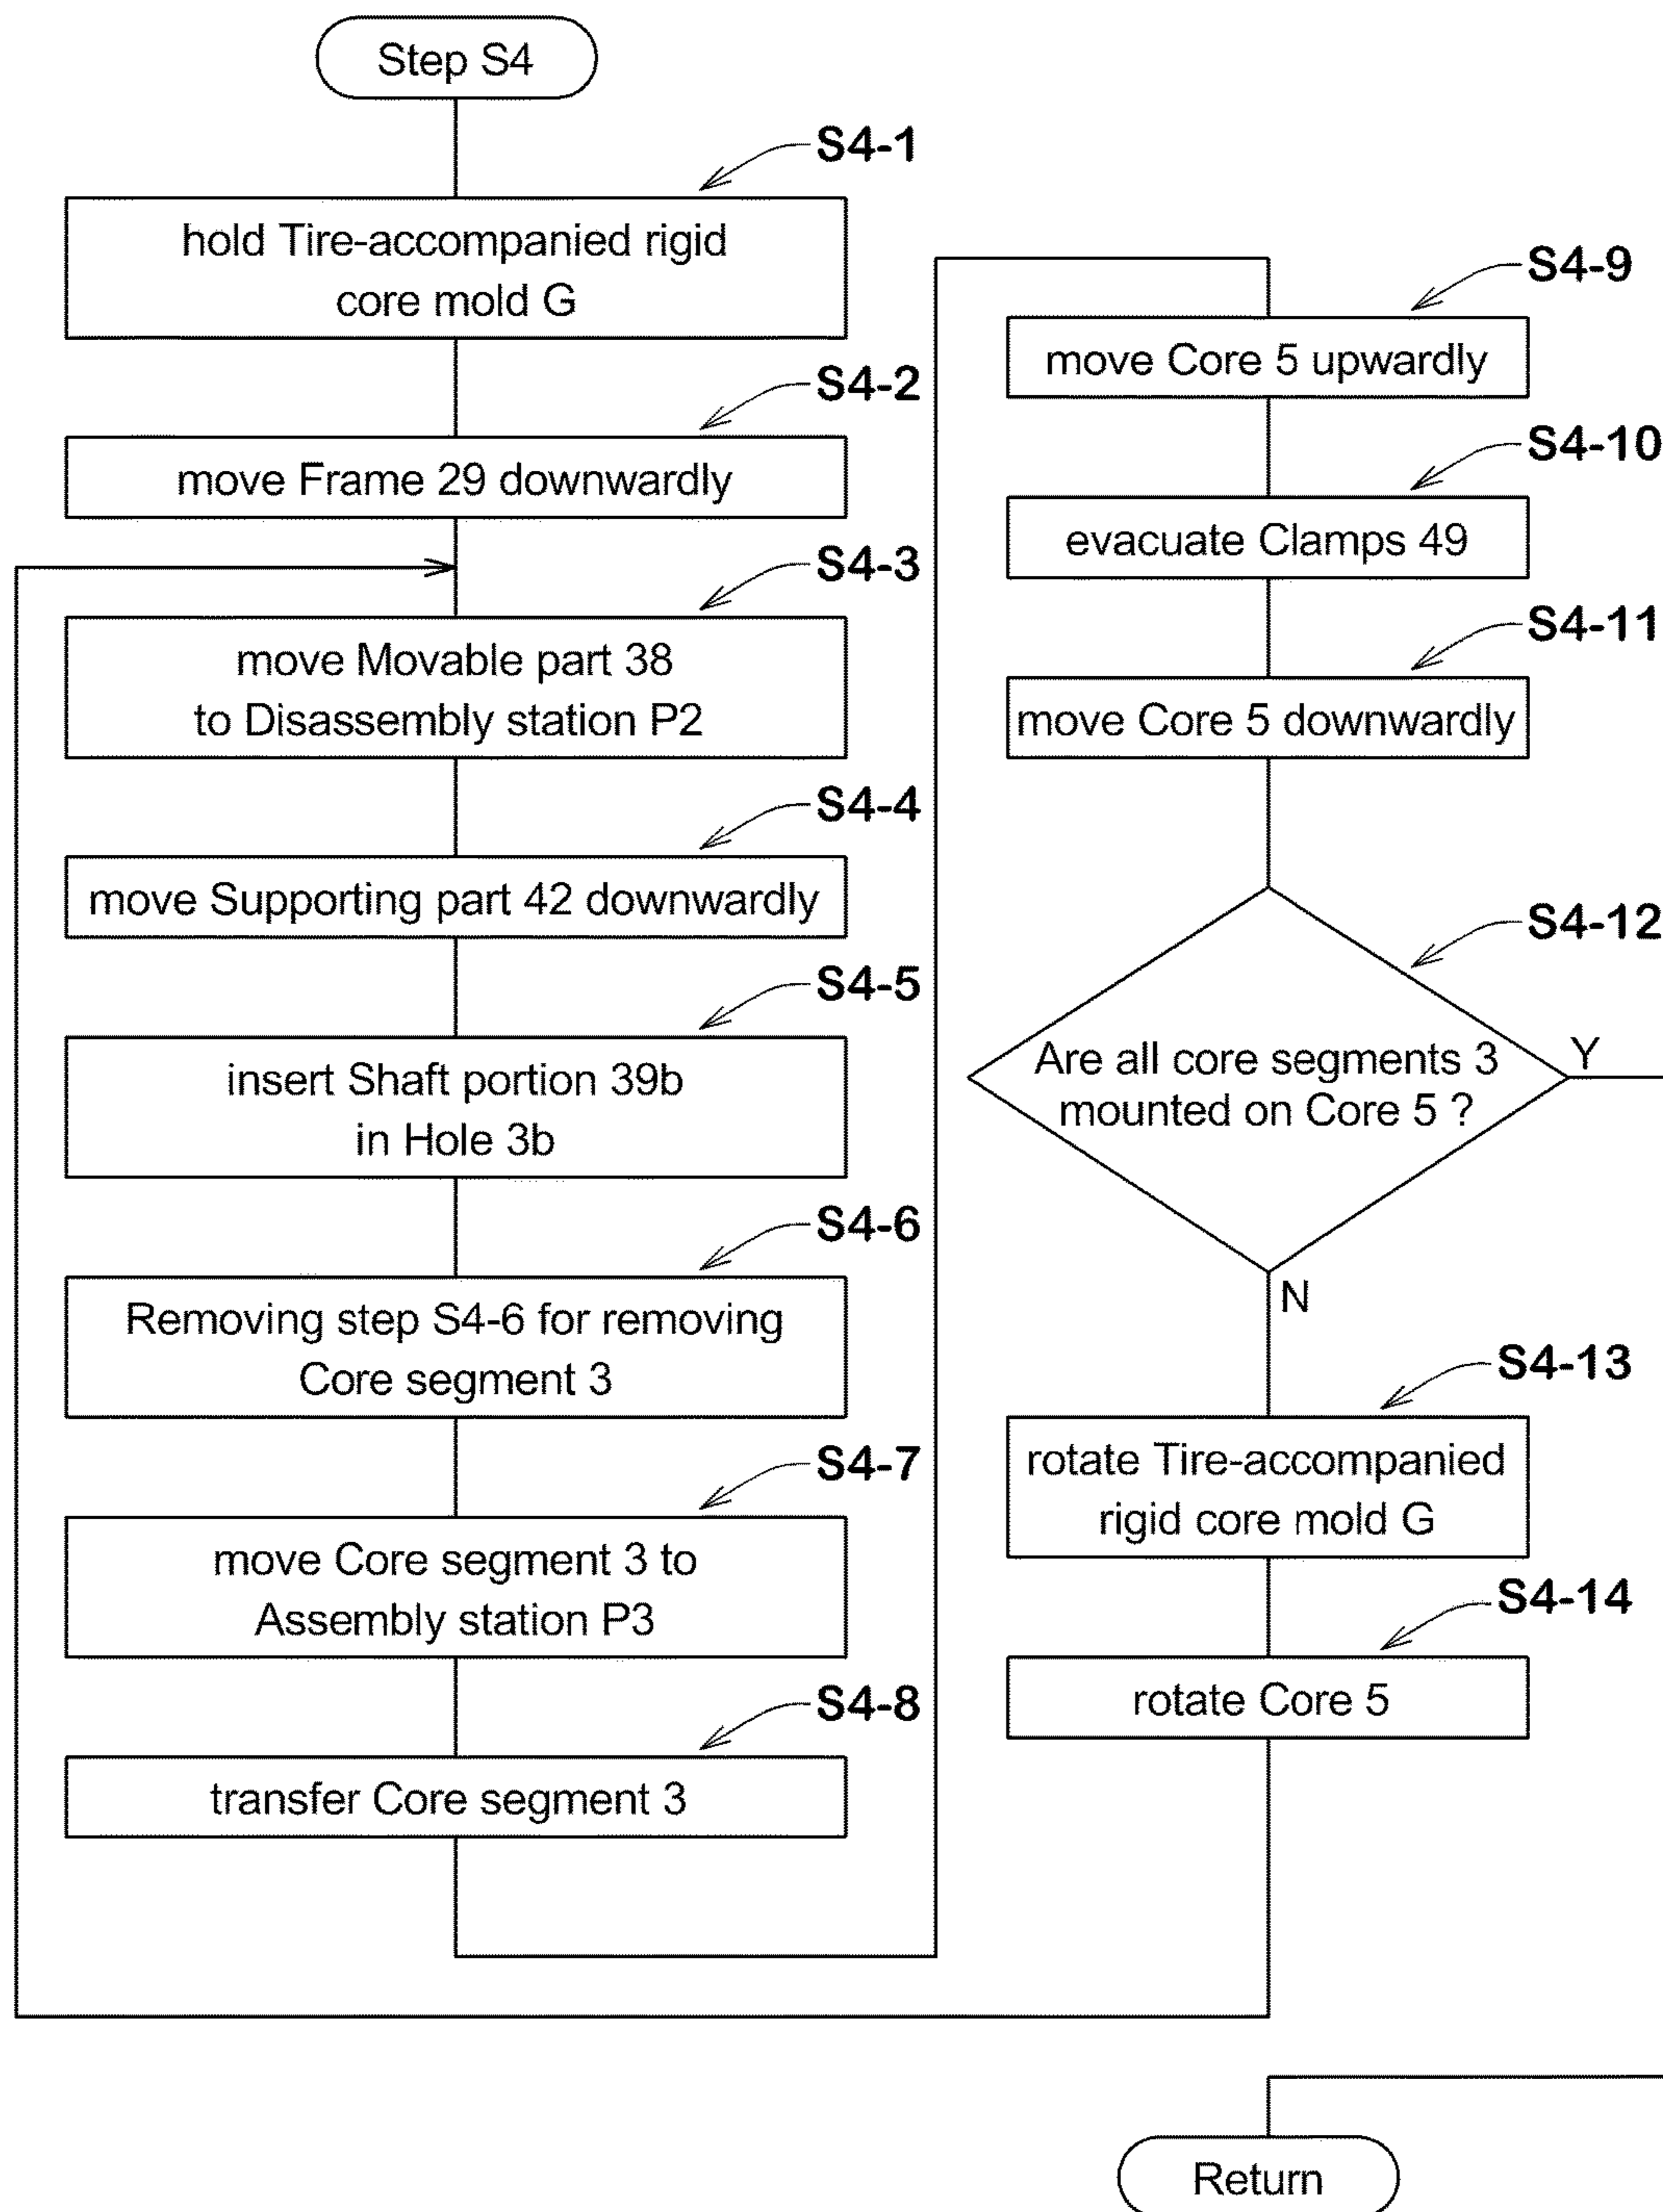 Step S4
S4-1
hold Tire-accompanied rigid
core mold G
S4-2
move Frame 29 downwardly
S4-3
move Movable part 38
to Disassembly station P2
S4-4
move Supporting part 42 downwardly
S4-5
insert Shaft portion 39b
in Hole 3b
S4-6
Removing step S4-6 for removing
Core segment 3
S4-7
move Core segment 3 to
Assembly station P3
S4-8
transfer Core segment 3
S4-9
move Core 5 upwardly
S4-10
evacuate Clamps 49
S4-11
move Core 5 downwardly
S4-12
Are all core segments 3
mounted on Core 5 ?
Y
N
S4-13
rotate Tire-accompanied
rigid core mold G
S4-14
rotate Core 5
Return